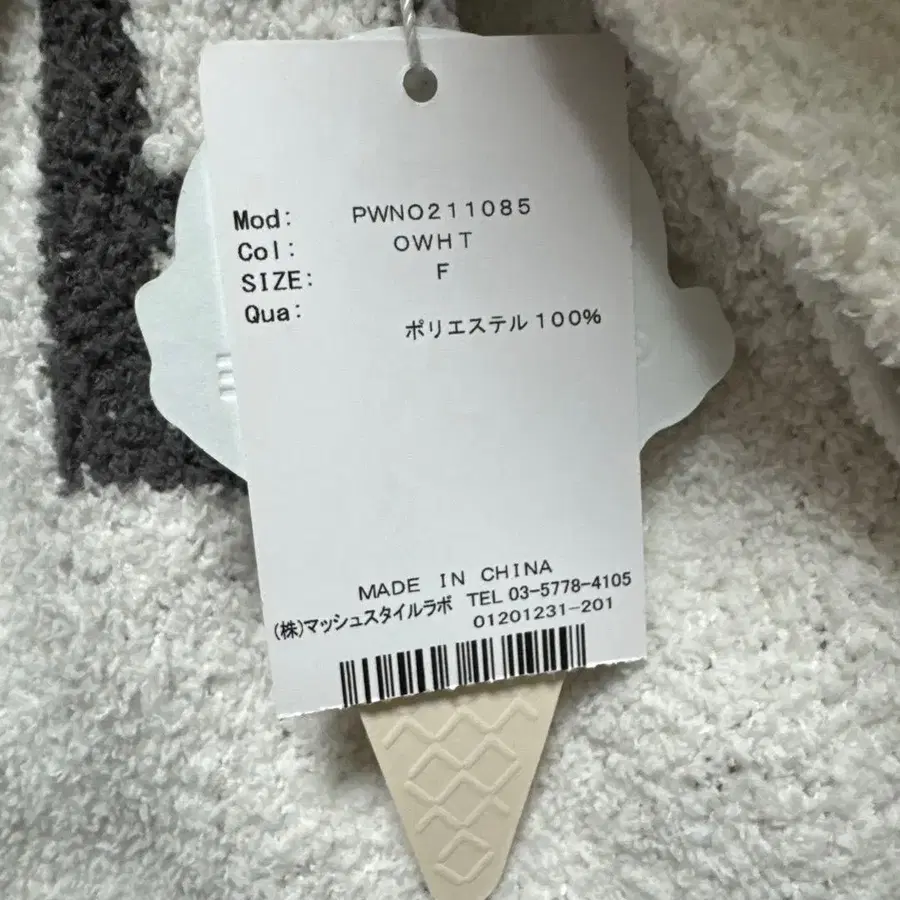 Mod: PWNO211085
Col: OWHT
SIZE: F
Qua:
ポリエステル100%
MADE IN CHINA
(株)マッシュスタイルラボ TEL 03-5778-4105
01201231-201